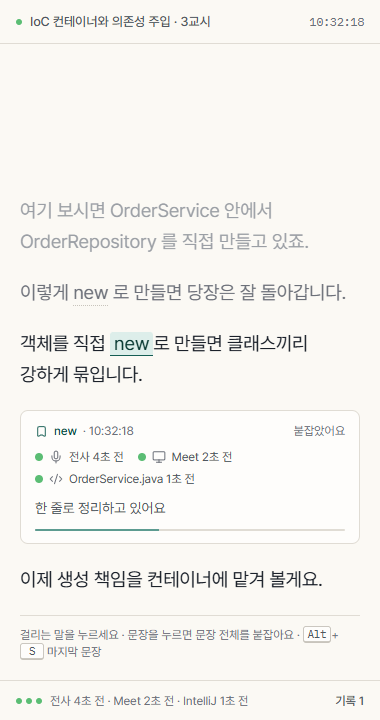 IoC 컨테이너와 의존성 주입 · 3교시 10:32:18
여기 보시면 OrderService 안에서
OrderRepository 를 직접 만들고 있죠.
이렇게 new 로 만들면 당장은 잘 돌아갑니다.
객체를 직접 new 로 만들면 클래스끼리
강하게 묶입니다.
new · 10:32:18 붙잡았어요
전사 4초 전 Meet 2초 전
OrderService.java 1초 전
한 줄로 정리하고 있어요
이제 생성 책임을 컨테이너에 맡겨 볼게요.
걸리는 말을 누르세요 · 문장을 누르면 문장 전체를 붙잡아요 · Alt +
S 마지막 문장
전사 4초 전 · Meet 2초 전 · IntelliJ 1초 전 기록 1